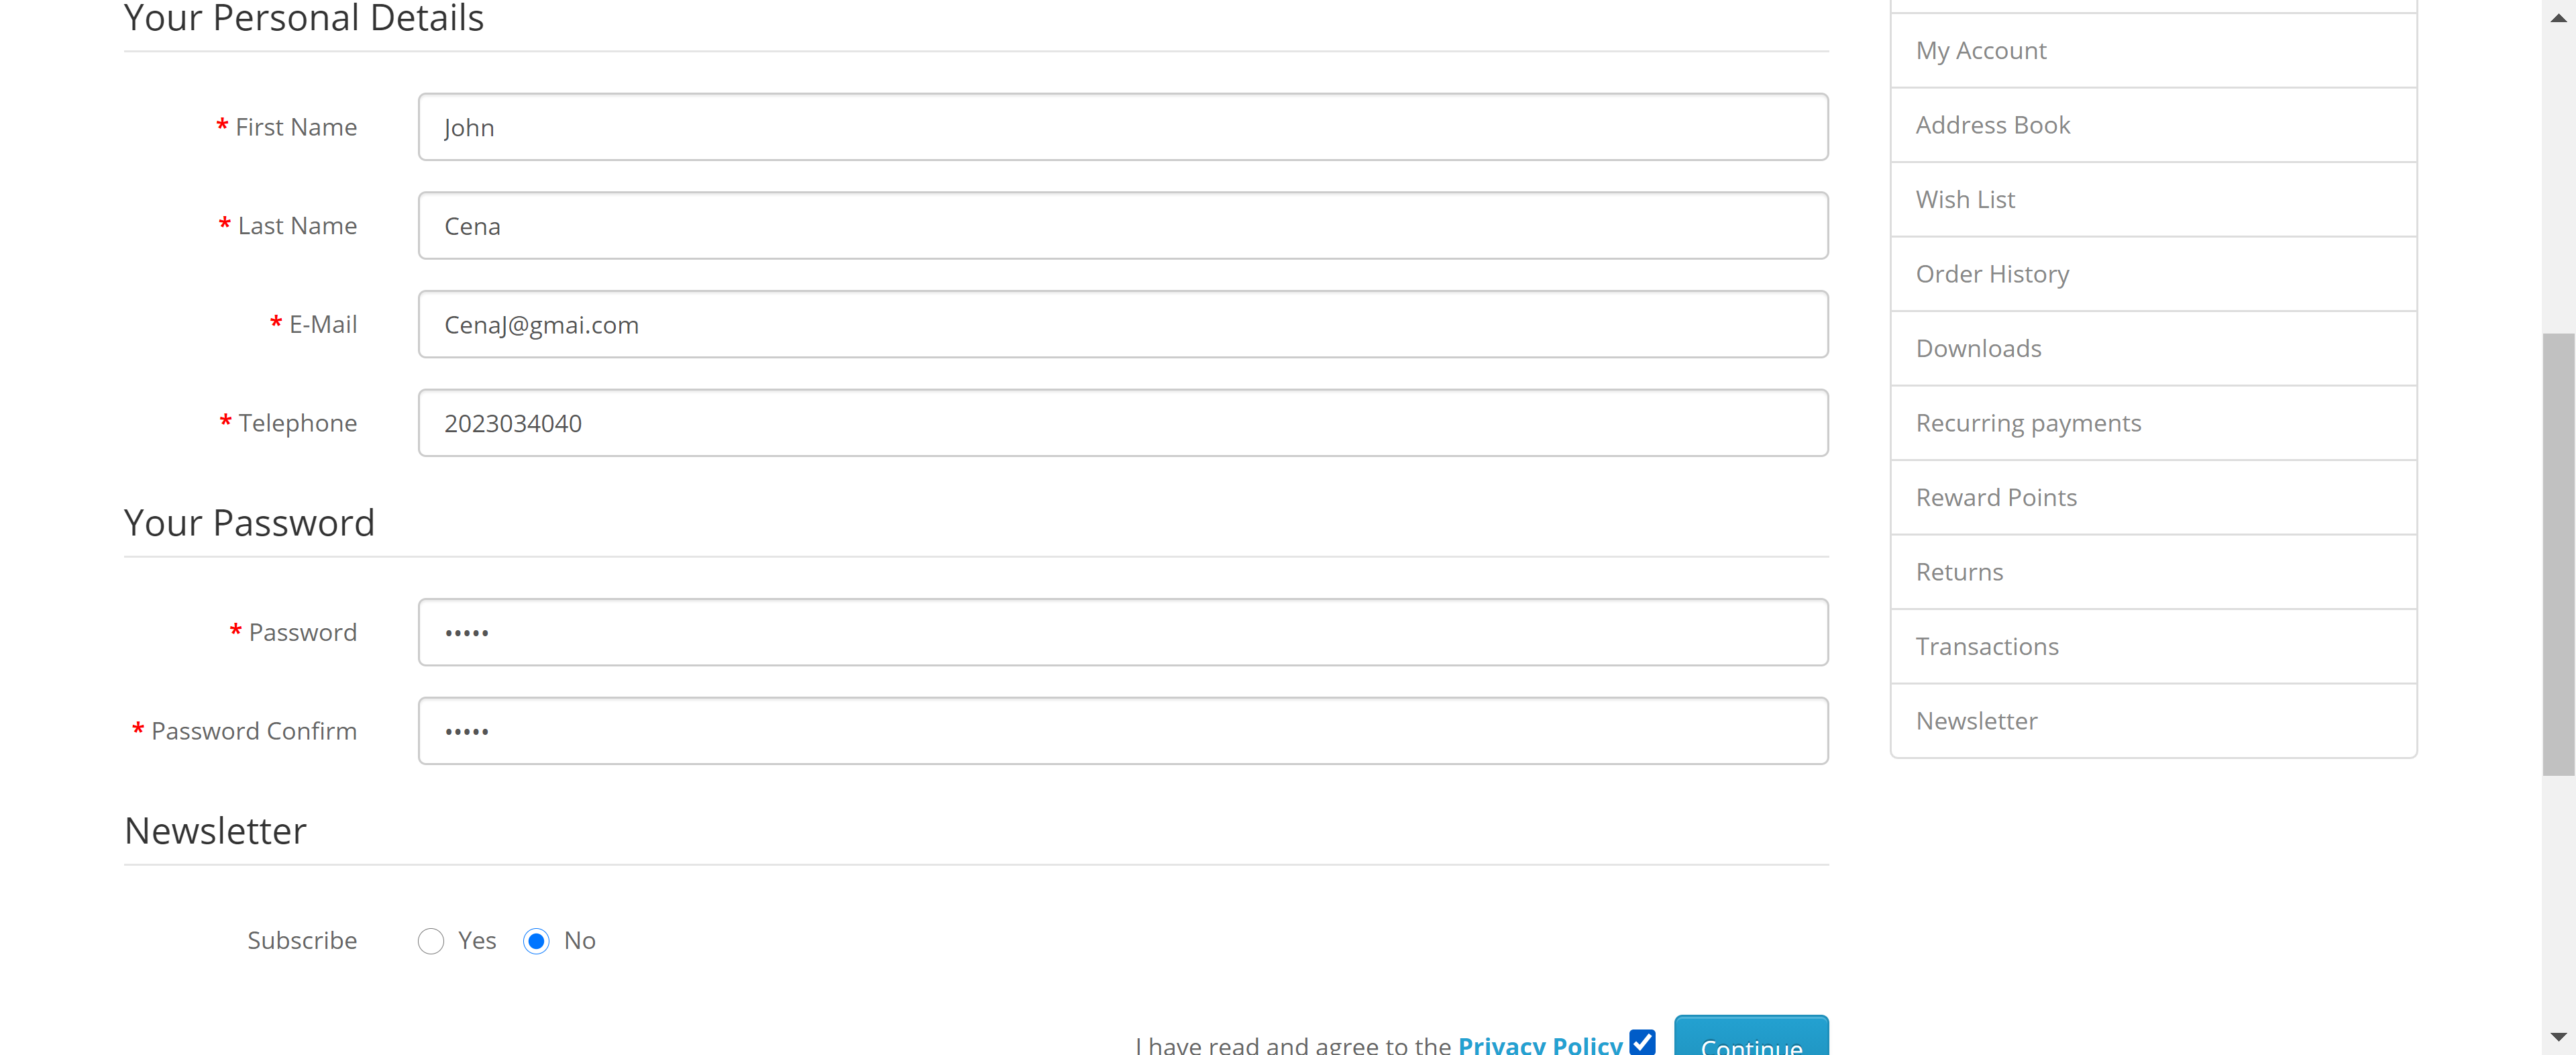 Your Personal Details
* First Name
John
* Last Name
Cena
* E-Mail
CenaJ@gmai.com
* Telephone
2023034040
Your Password
* Password
•••••
* Password Confirm
•••••
Newsletter
Subscribe
Yes
No
I have read and agree to the Privacy Policy
Continue
My Account
Address Book
Wish List
Order History
Downloads
Recurring payments
Reward Points
Returns
Transactions
Newsletter